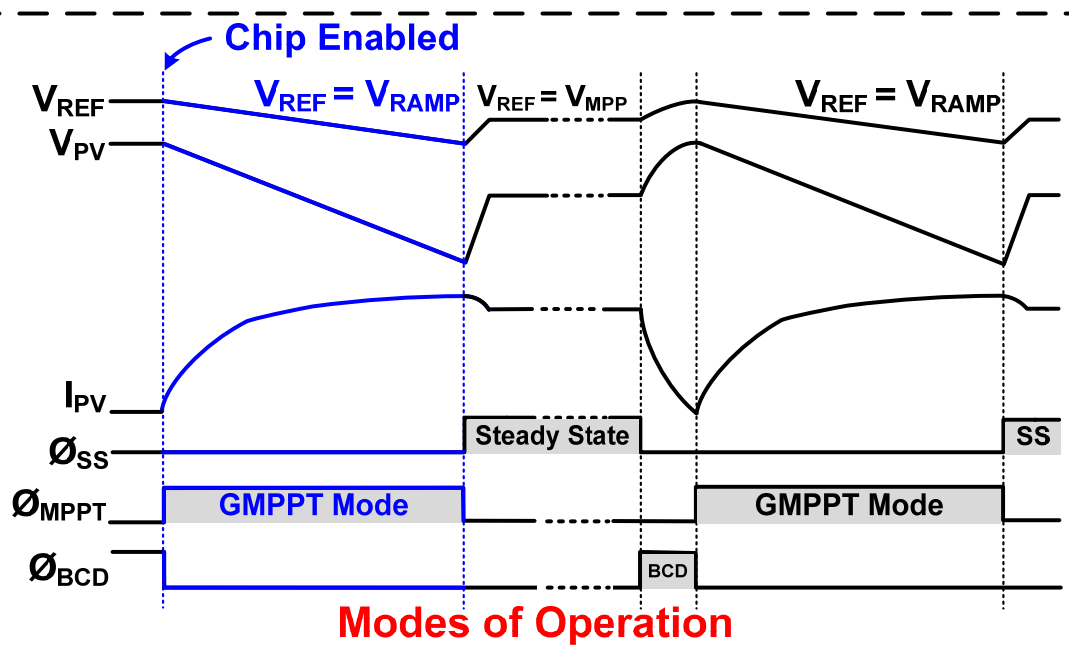 Chip Enabled
VREF
VREF = VRAMP
VREF = VMPP
VREF = VRAMP
VPV
IPV
ØSS
Steady State
SS
ØMPPT
GMPPT Mode
GMPPT Mode
ØBCD
BCD
Modes of Operation